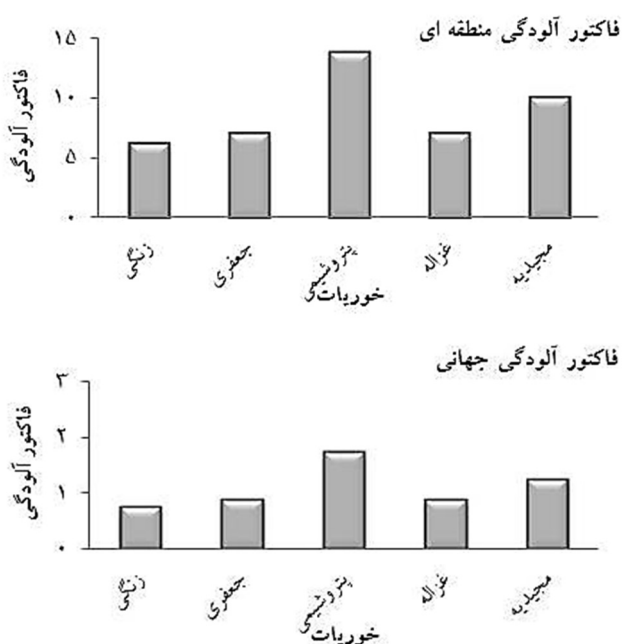 فاکتور آلودگی منطقه ای
فاکتور آلودگی
۱۵
۱۰
۵
۰
زنگی
جعفری
پتروشیمی
غزاله
مجیدیه
خوریات
فاکتور آلودگی جهانی
فاکتور آلودگی
۳
۲
۱
۰
زنگی
جعفری
پتروشیمی
غزاله
مجیدیه
خوریات